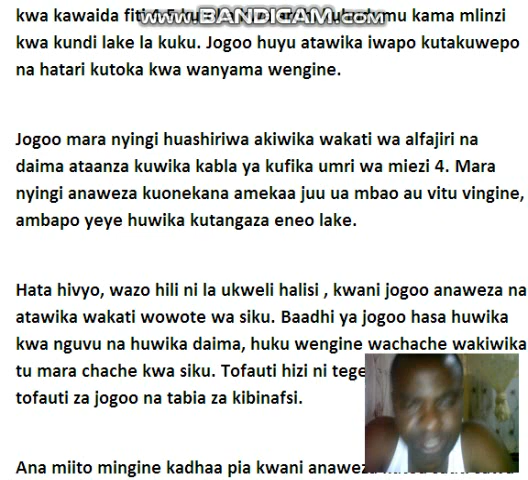 kwa kawaida
www.BANDICAM.com
kama mlinzi
kwa kundi lake la kuku. Jogoo huyu atawika iwapo kutakuwepo
na hatari kutoka kwa wanyama wengine.
Jogoo mara nyingi huashiriwa akiwika wakati wa alfajiri na
daima ataanza kuwika kabla ya kufika umri wa miezi 4. Mara
nyingi anaweza kuonekana amekaa juu ua mbao au vitu vingine,
ambapo yeye huwika kutangaza eneo lake.
Hata hivyo, wazo hili ni la ukweli halisi , kwani jogoo anaweza na
atawika wakati wowote wa siku. Baadhi ya jogoo hasa huwika
kwa nguvu na huwika daima, huku wengine wachache wakiwika
tu mara chache kwa siku. Tofauti hizi ni
tofauti za jogoo na tabia za kibinafsi.
Ana miito mingine kadhaa pia kwani